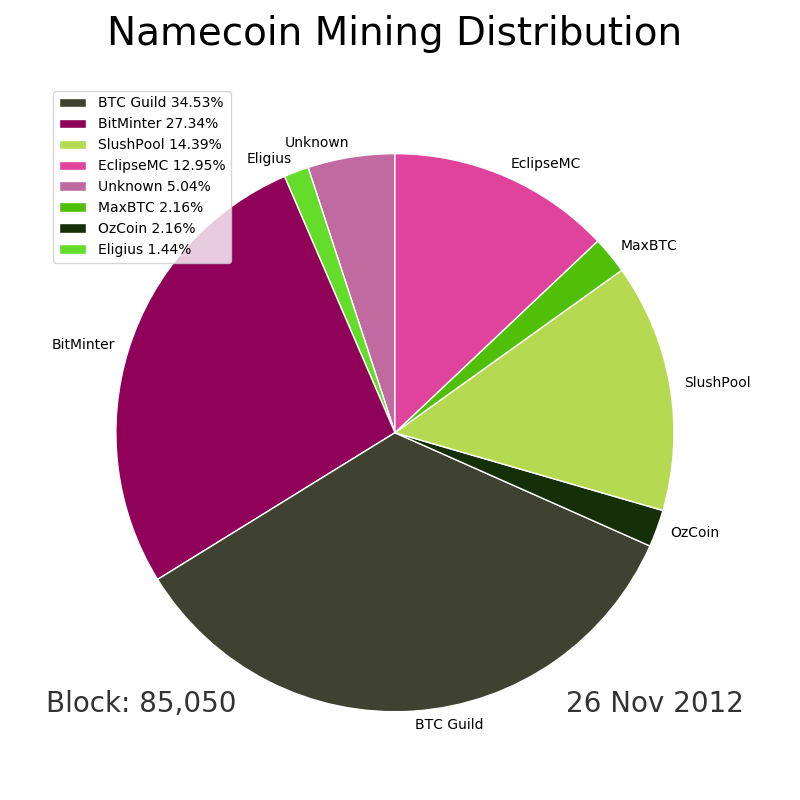 Namecoin Mining Distribution
BTC Guild 34.53%
BitMinter 27.34%
SlushPool 14.39%
EclipseMC 12.95%
Unknown 5.04%
MaxBTC 2.16%
OzCoin 2.16%
Eligius 1.44%
Unknown
Eligius
EclipseMC
MaxBTC
BitMinter
SlushPool
OzCoin
Block: 85,050
26 Nov 2012
BTC Guild